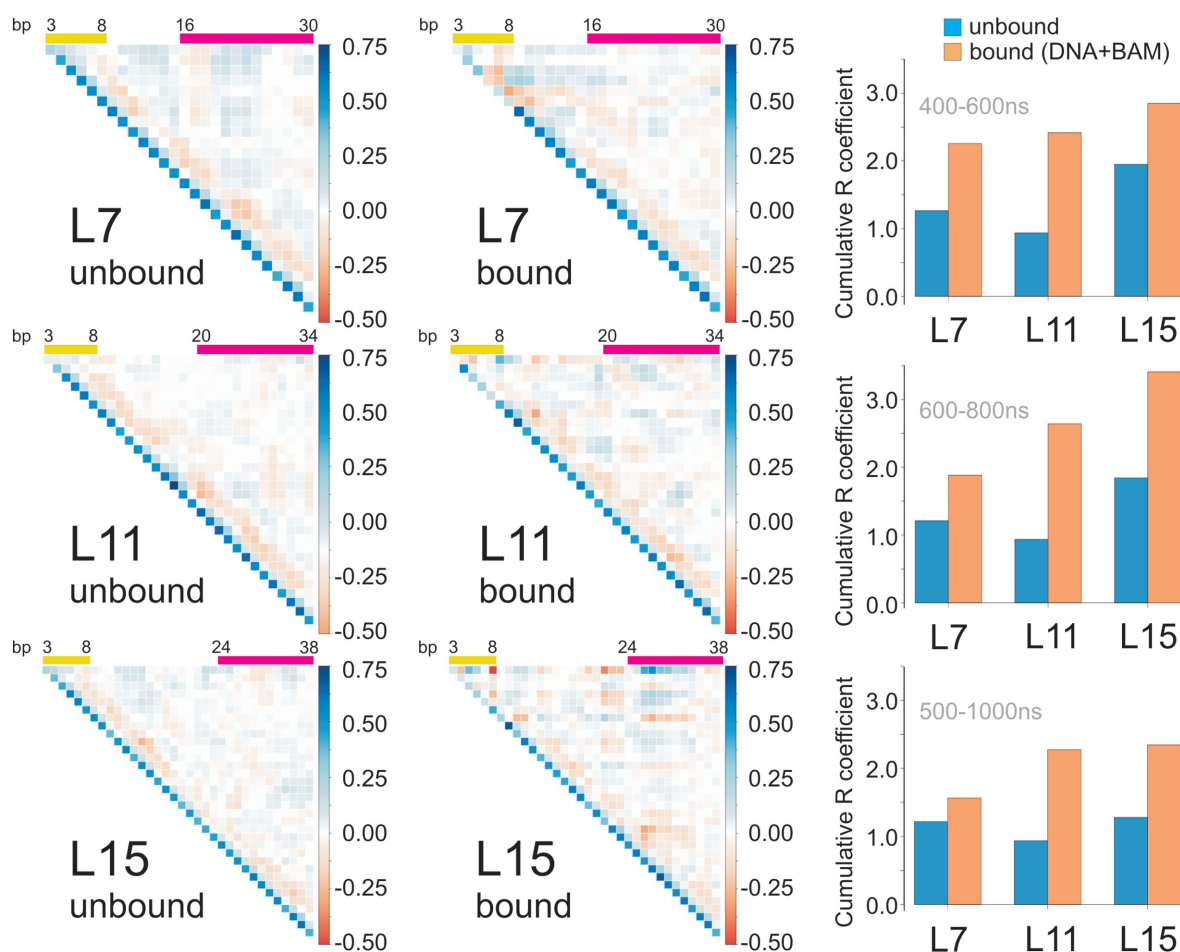 bp 3 8 16 30
0.75
0.50
0.25
0.00
-0.25
-0.50
L7
unbound
bp 3 8 16 30
0.75
0.50
0.25
0.00
-0.25
-0.50
L7
bound
unbound
bound (DNA+BAM)
Cumulative R coefficient
3.0
2.0
1.0
0.0
400-600ns
L7 L11 L15
bp 3 8 20 34
0.75
0.50
0.25
0.00
-0.25
-0.50
L11
unbound
bp 3 8 20 34
0.75
0.50
0.25
0.00
-0.25
-0.50
L11
bound
Cumulative R coefficient
3.0
2.0
1.0
0.0
600-800ns
L7 L11 L15
bp 3 8 24 38
0.75
0.50
0.25
0.00
-0.25
-0.50
L15
unbound
bp 3 8 24 38
0.75
0.50
0.25
0.00
-0.25
-0.50
L15
bound
Cumulative R coefficient
3.0
2.0
1.0
0.0
500-1000ns
L7 L11 L15